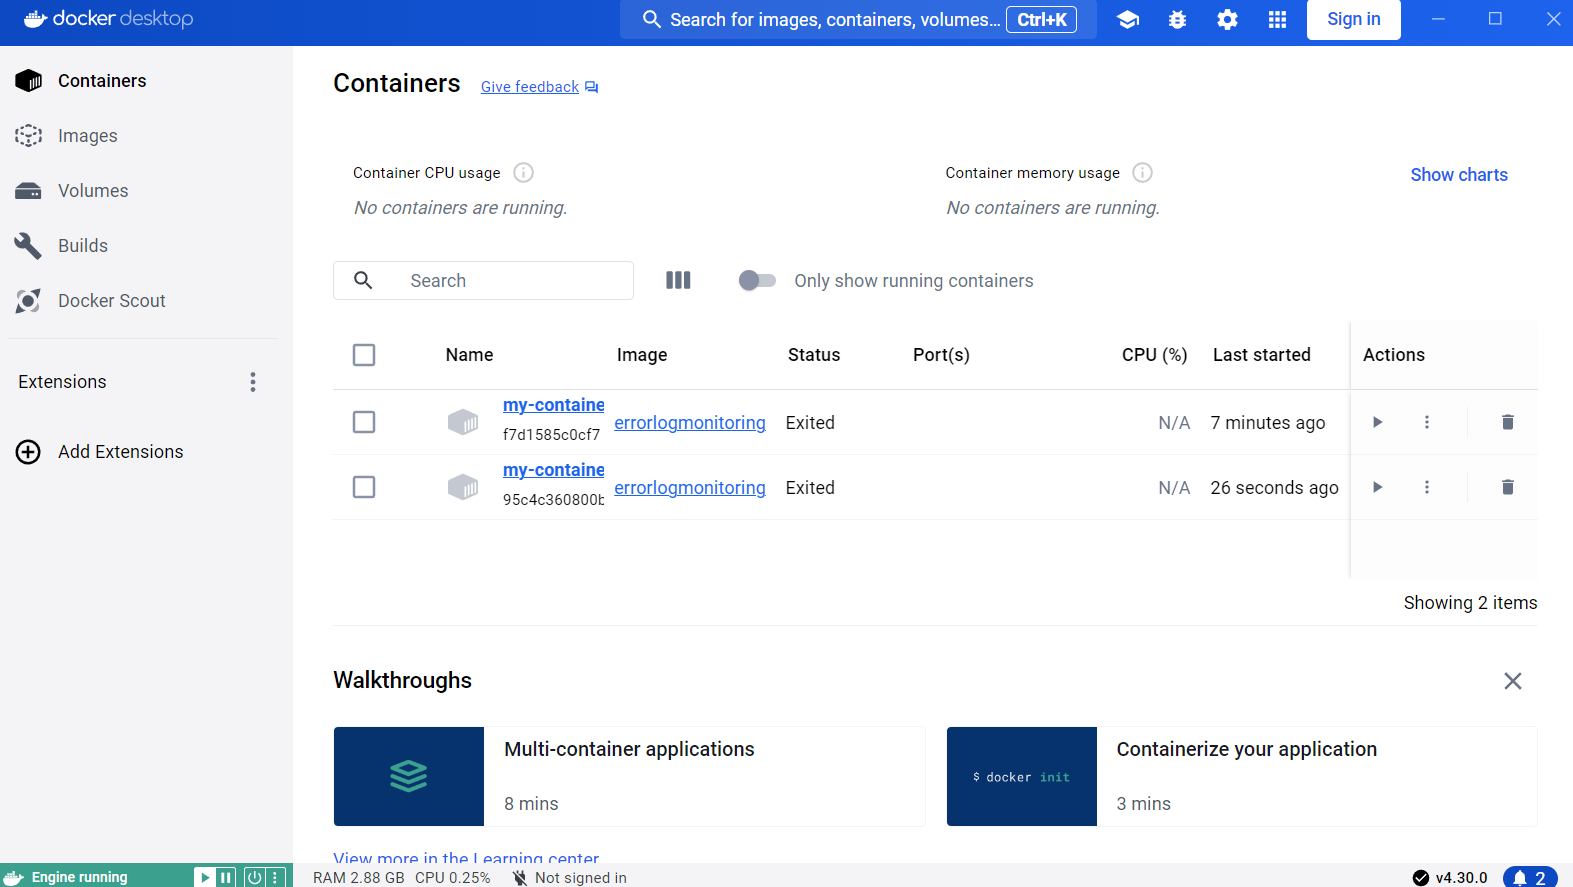 docker desktop
Search for images, containers, volumes... Ctrl+K
Sign in
Containers
Images
Volumes
Builds
Docker Scout
Extensions
Add Extensions
Containers Give feedback
Container CPU usage
No containers are running.
Container memory usage
No containers are running.
Show charts
Search
Only show running containers
Name Image Status Port(s) CPU (%) Last started Actions
my-containe
f7d1585c0cf7
errorlogmonitoring Exited N/A 7 minutes ago
my-containe
95c4c360800b
errorlogmonitoring Exited N/A 26 seconds ago
Showing 2 items
Walkthroughs
Multi-container applications
8 mins
$ docker init
Containerize your application
3 mins
View more in the Learning center
Engine running
RAM 2.88 GB CPU 0.25% Not signed in
v4.30.0
2